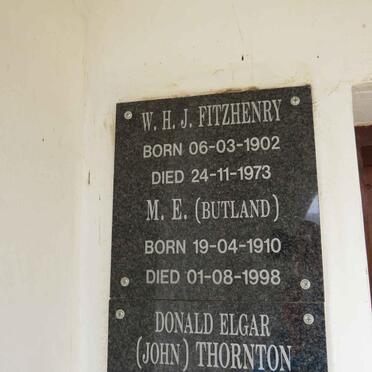 W. H. J. FITZHENRY
BORN 06-03-1902
DIED 24-11-1973
M. E. (BUTLAND)
BORN 19-04-1910
DIED 01-08-1998
DONALD ELGAR
(JOHN) THORNTON